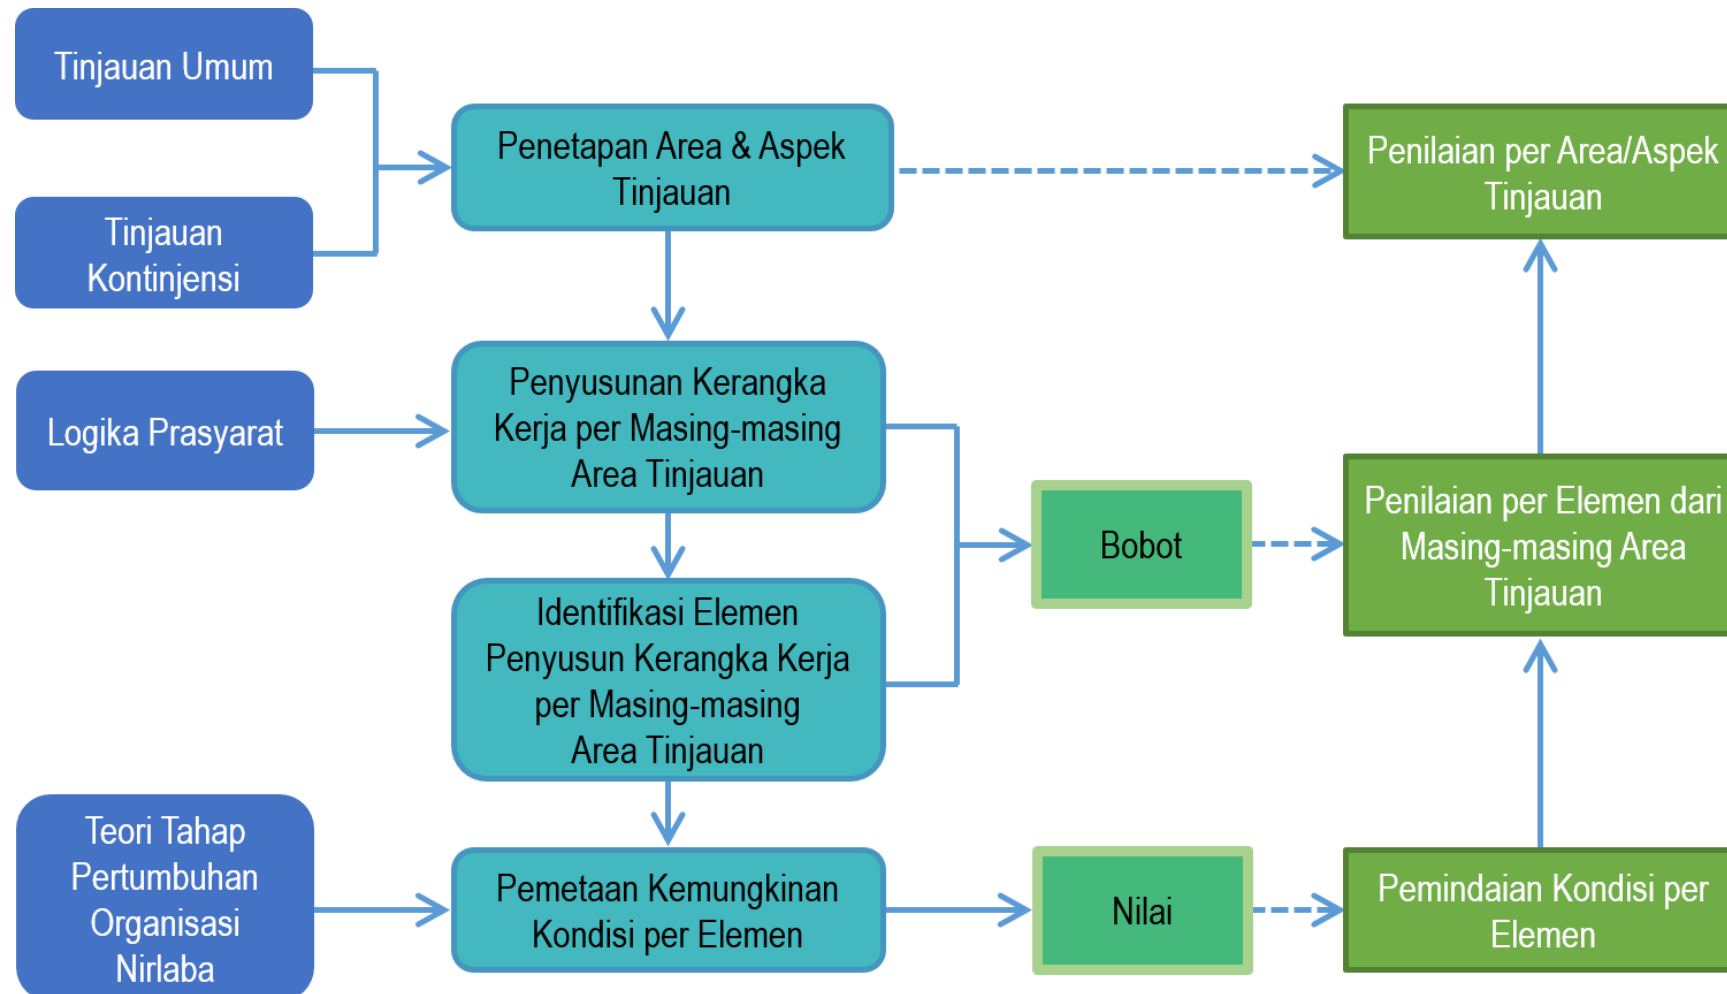 Tinjauan Umum
Tinjauan
Kontinjensi
Logika Prasyarat
Teori Tahap
Pertumbuhan
Organisasi
Nirlaba
Penetapan Area & Aspek
Tinjauan
Penyusunan Kerangka
Kerja per Masing-masing
Area Tinjauan
Identifikasi Elemen
Penyusun Kerangka Kerja
per Masing-masing
Area Tinjauan
Pemetaan Kemungkinan
Kondisi per Elemen
Bobot
Nilai
Penilaian per Area/Aspek
Tinjauan
Penilaian per Elemen dari
Masing-masing Area
Tinjauan
Pemindaian Kondisi per
Elemen